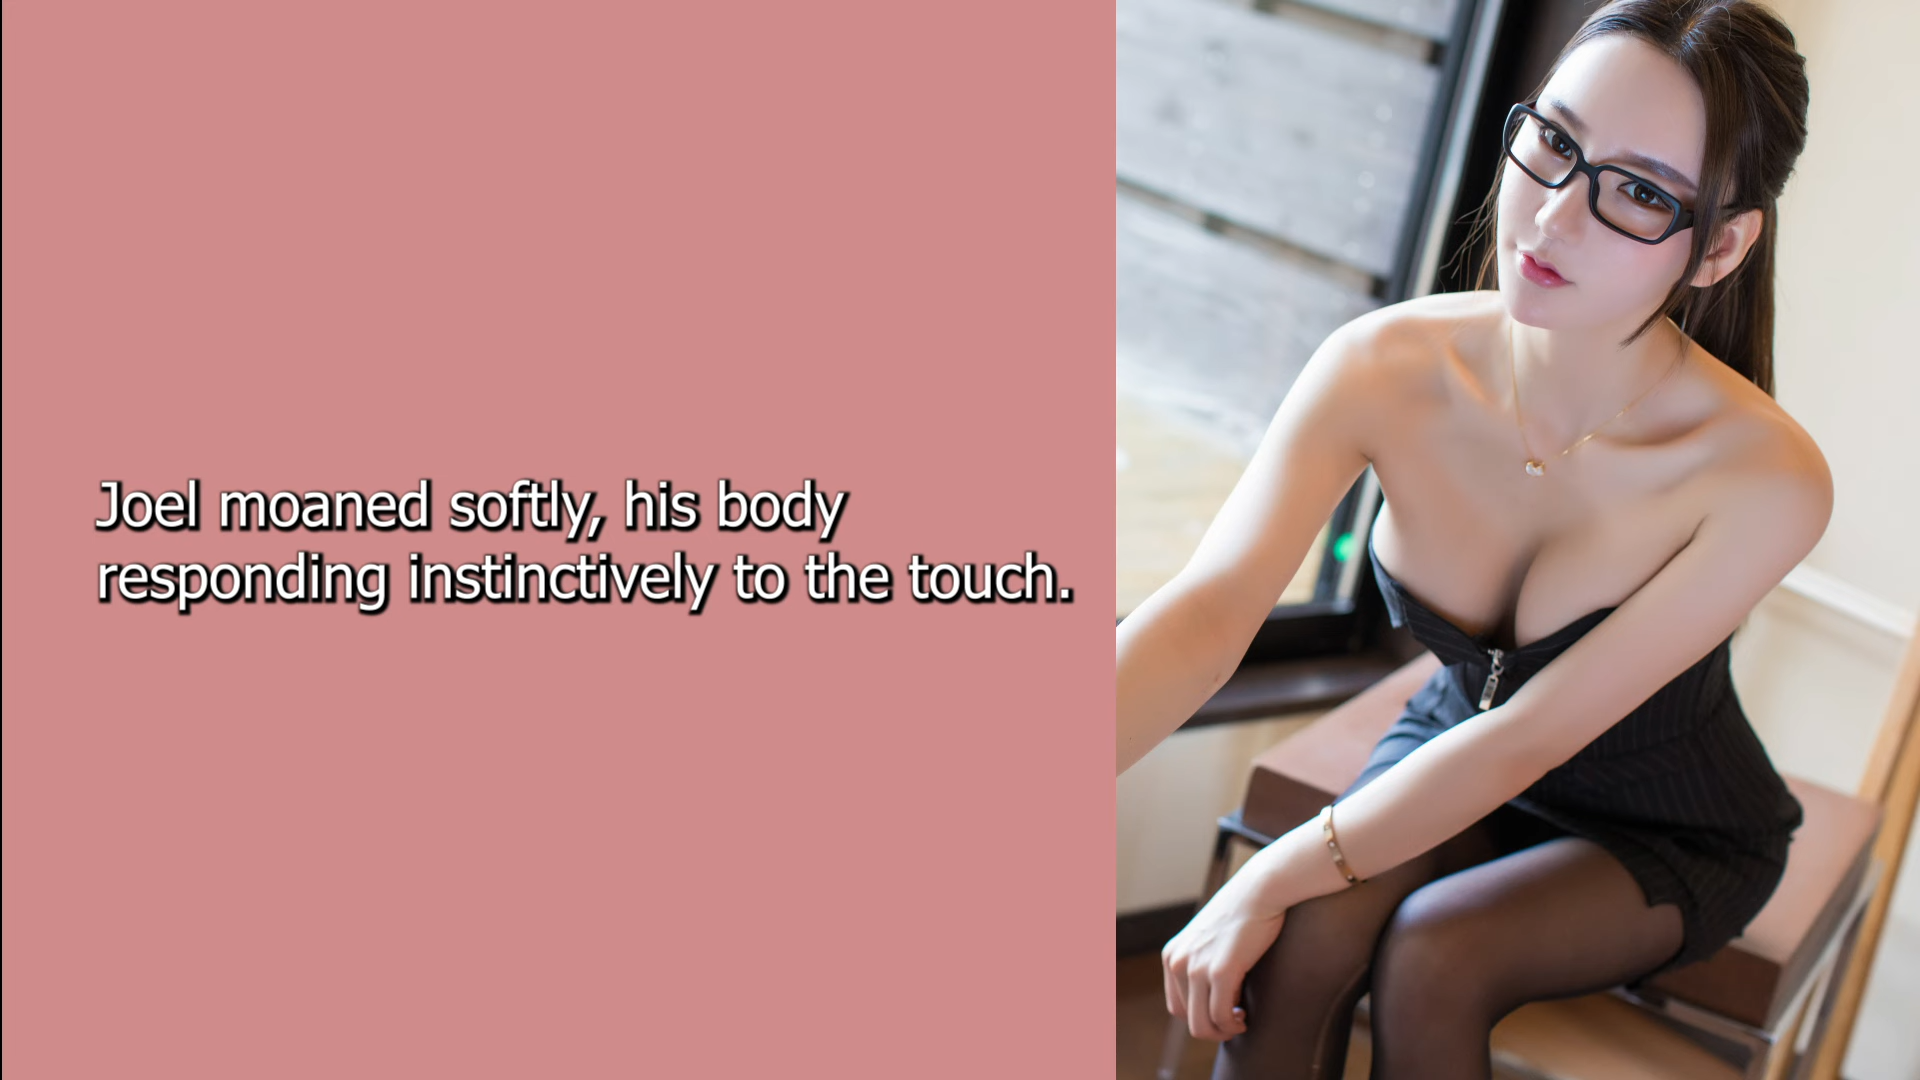 Joel moaned softly, his body
responding instinctively to the touch.